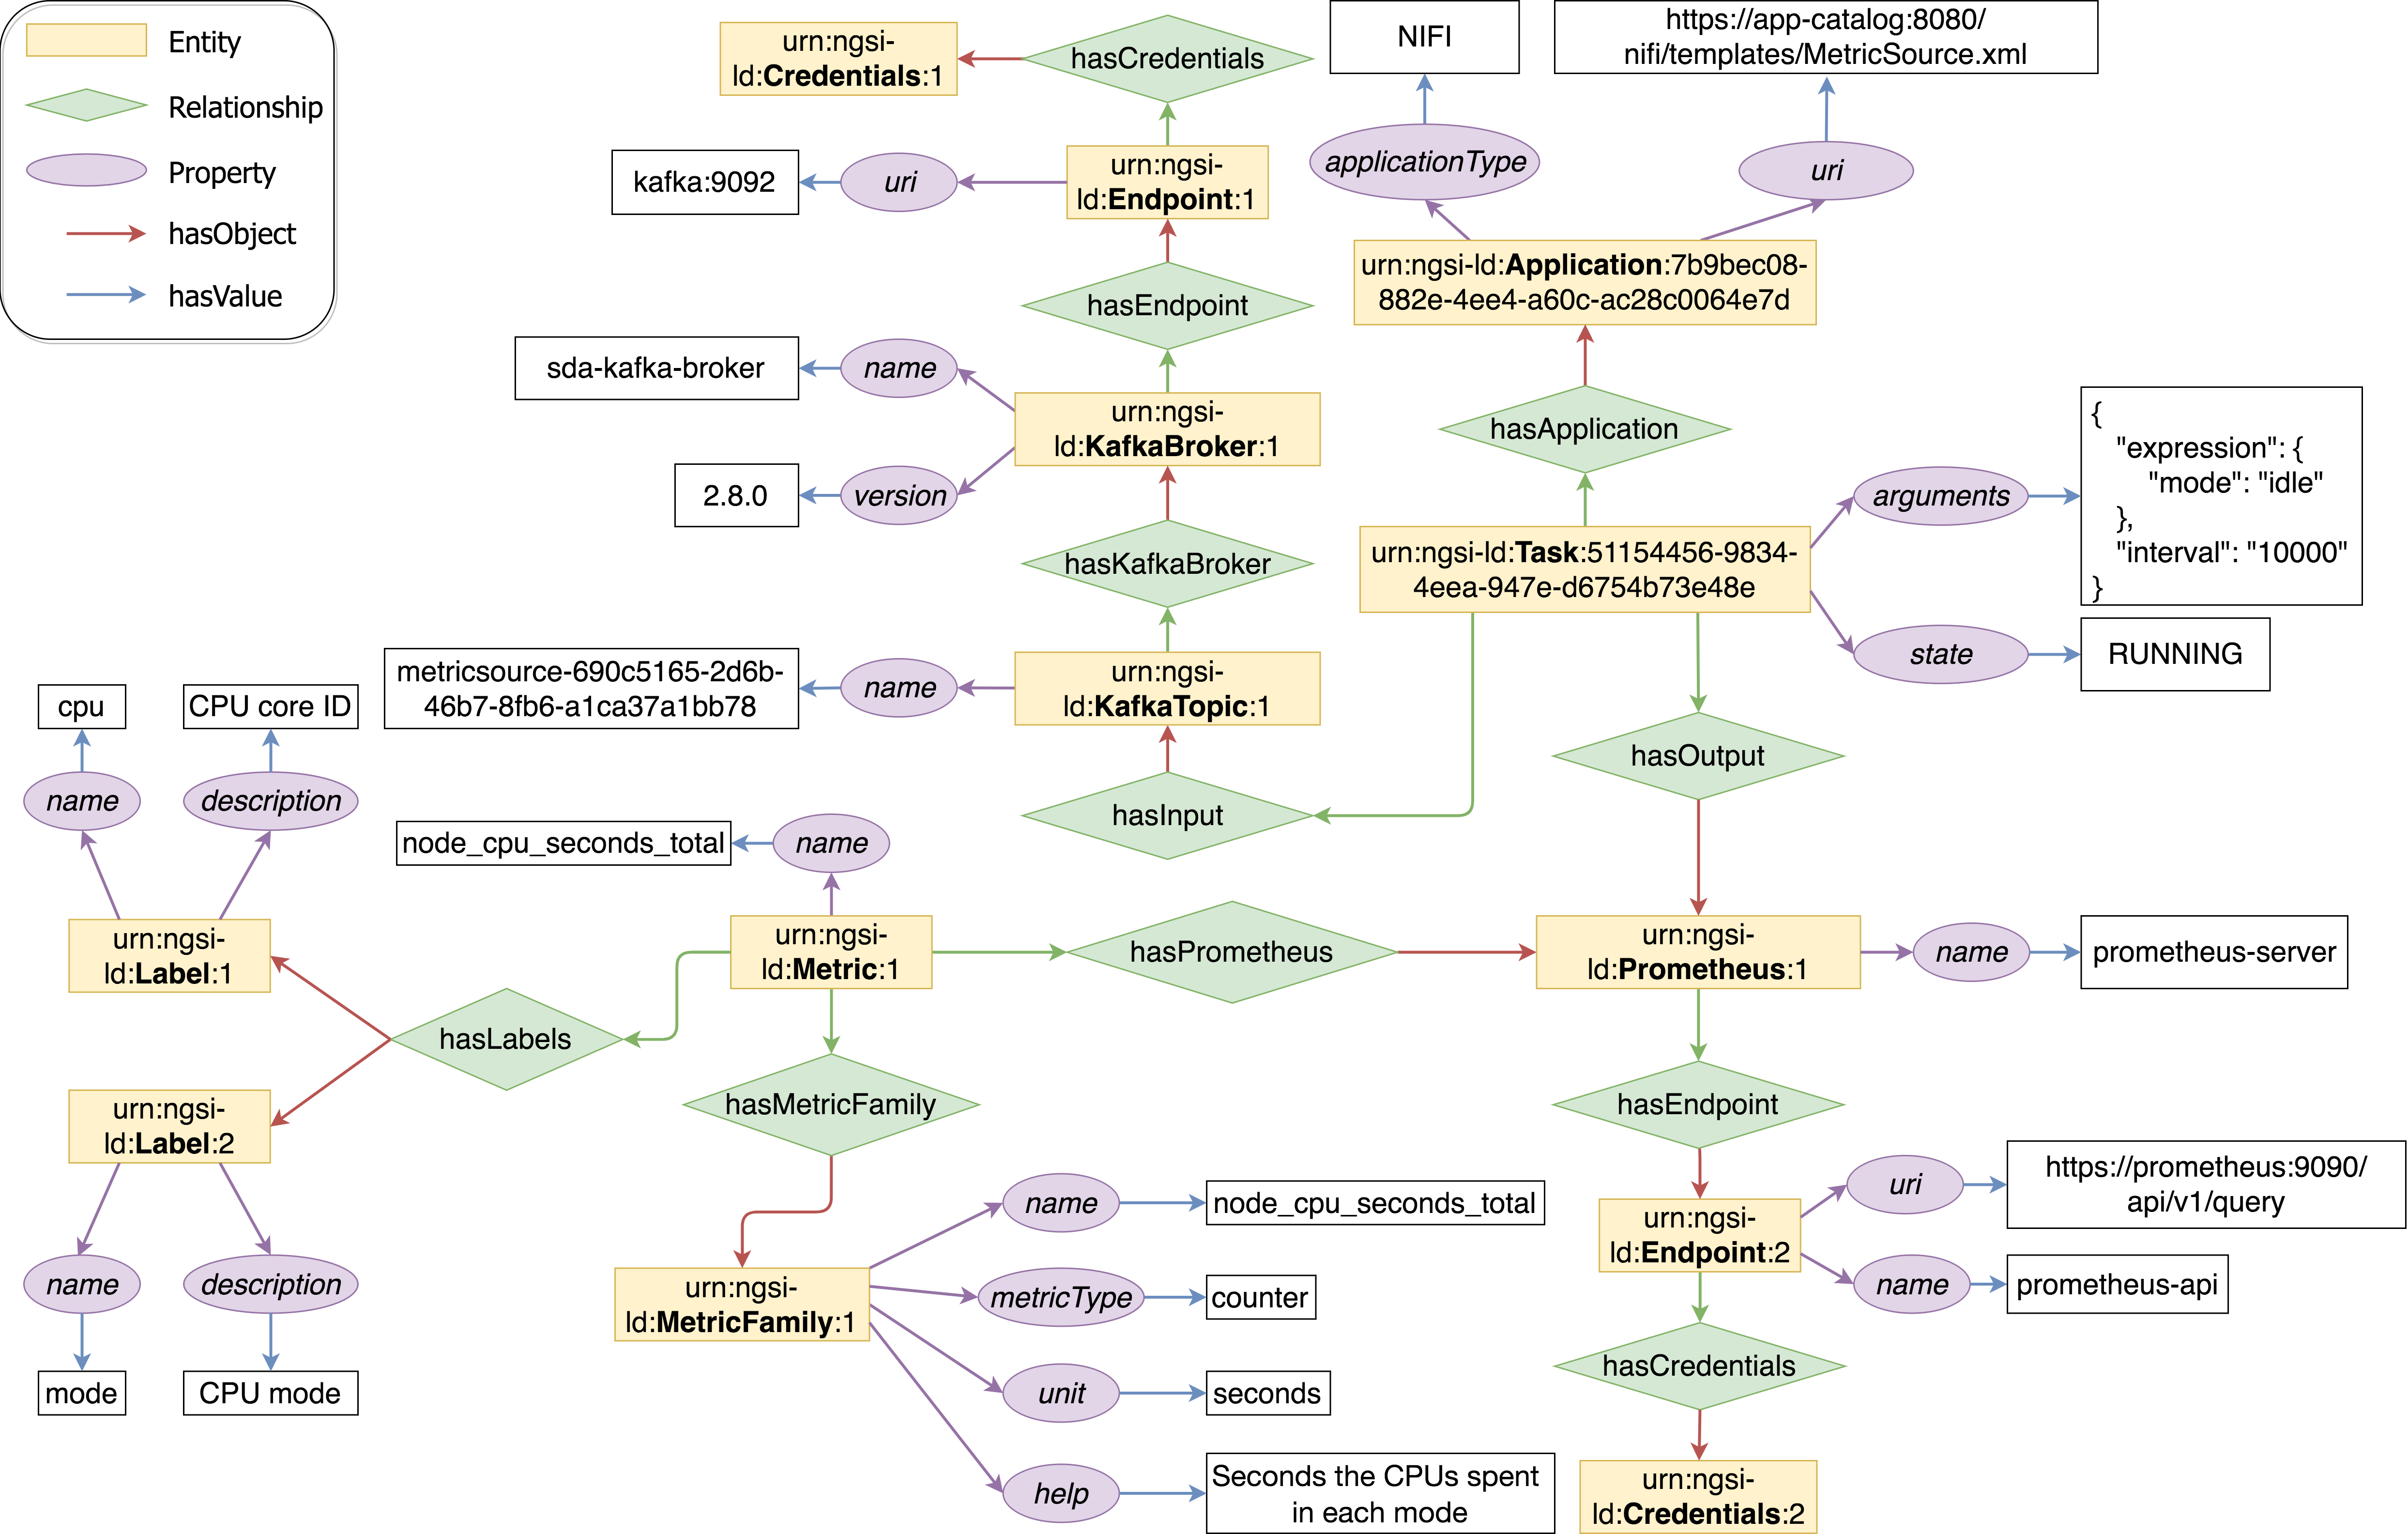 Entity
Relationship
Property
hasObject
hasValue
urn:ngsi-
ld:Credentials:1
hasCredentials
NIFI
https://app-catalog:8080/
nifi/templates/MetricSource.xml
kafka:9092
uri
urn:ngsi-
ld:Endpoint:1
applicationType
uri
hasEndpoint
urn:ngsi-ld:Application:7b9bec08-
882e-4ee4-a60c-ac28c0064e7d
sda-kafka-broker
name
urn:ngsi-
ld:KafkaBroker:1
hasApplication
2.8.0
version
arguments
{
"expression": {
"mode": "idle"
},
"interval": "10000"
}
hasKafkaBroker
urn:ngsi-ld:Task:51154456-9834-
4eea-947e-d6754b73e48e
metricsource-690c5165-2d6b-
46b7-8fb6-a1ca37a1bb78
name
urn:ngsi-
ld:KafkaTopic:1
state
RUNNING
cpu
CPU core ID
hasOutput
name
description
hasInput
node_cpu_seconds_total
name
urn:ngsi-
ld:Label:1
urn:ngsi-
ld:Metric:1
hasPrometheus
urn:ngsi-
ld:Prometheus:1
name
prometheus-server
hasLabels
urn:ngsi-
ld:Label:2
hasMetricFamily
hasEndpoint
name
node_cpu_seconds_total
uri
https://prometheus:9090/
api/v1/query
urn:ngsi-
ld:Endpoint:2
name
description
urn:ngsi-
ld:MetricFamily:1
metricType
counter
name
prometheus-api
mode
CPU mode
unit
seconds
hasCredentials
help
Seconds the CPUs spent
in each mode
urn:ngsi-
ld:Credentials:2